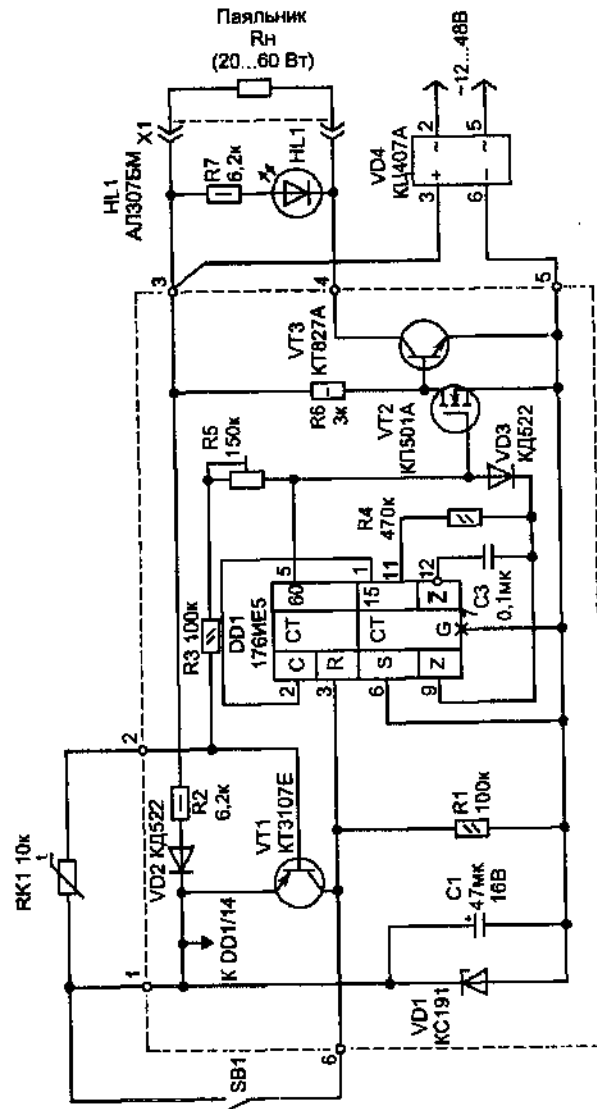 Паяльник
Rн
(20...60 Вт)
X1
HL1
АЛ307БМ
R7
6,2к
HL1
~12...48В
VD4
КЦ407А
3
+
~
2
6
−
~
5
3
4
5
VT3
КТ827А
R6
3к
VT2
КП501А
VD3
КД522
R5
150к
R4
470к
R3 100к
DD1
176ИЕ5
5
1
11
12
60
15
Z
CT
CT
G
C
R
S
Z
2
3
6
9
C3
0,1мк
2
RK1 10к
t
VD2 КД522
R2
6,2к
VT1
КТ3107Е
К DD1/14
R1
100к
C1
+
47мк
16В
1
VD1
КС191
6
SB1